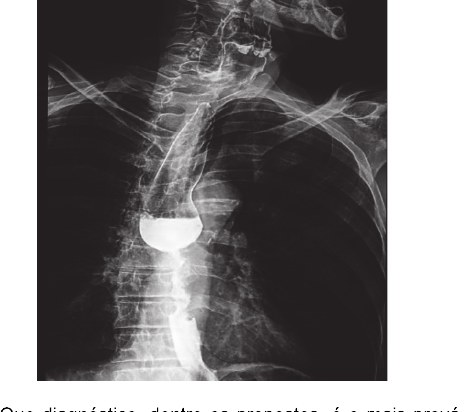 Que diagnóstico, dentre os propostos, é o mais